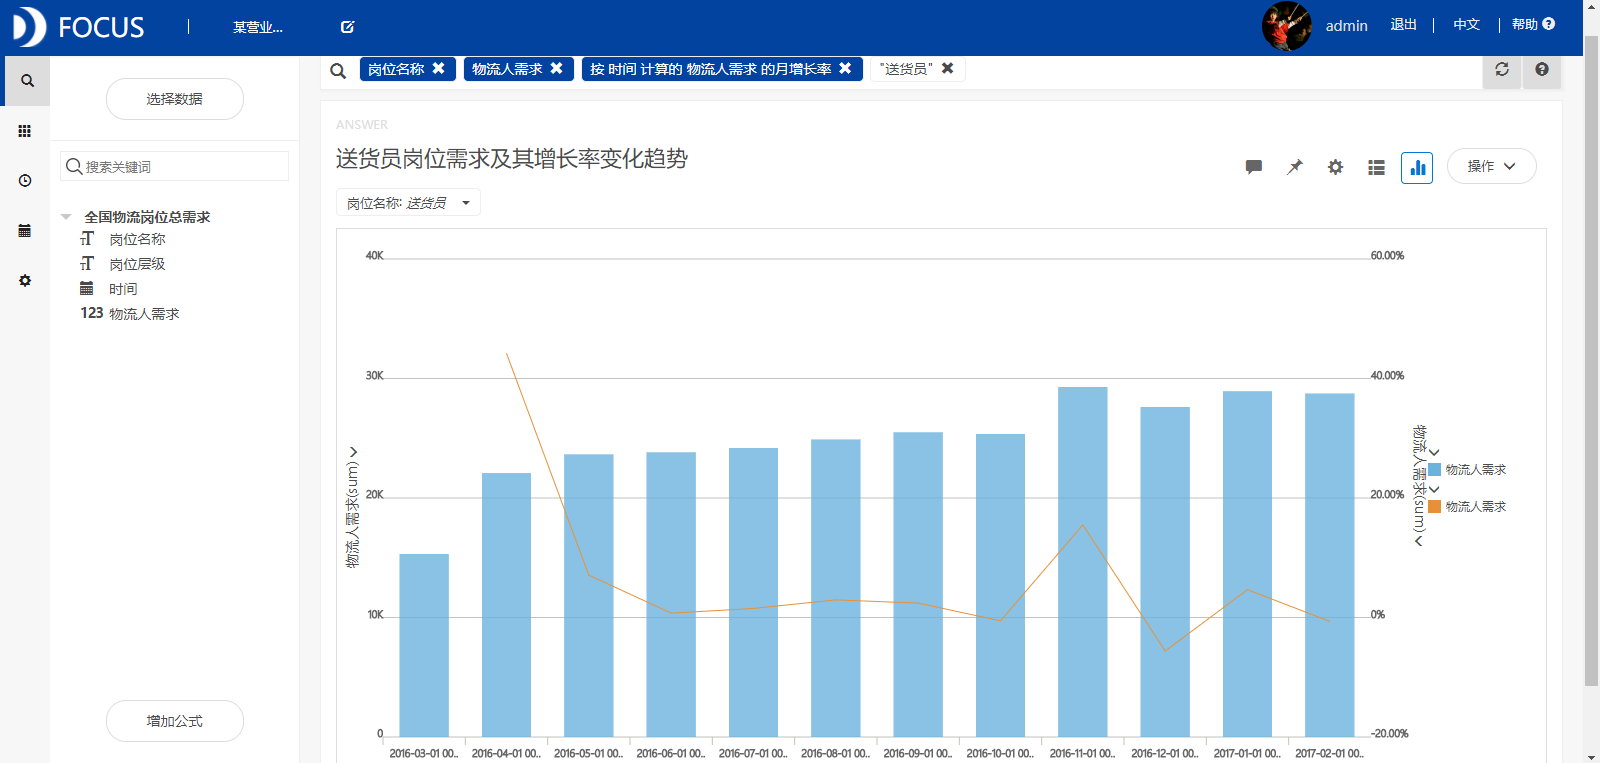 FOCUS
某营业...
admin
退出
中文
帮助
选择数据
岗位名称
物流人需求
按 时间 计算的 物流人需求 的月增长率
"送货员"
搜索关键词
全国物流岗位总需求
岗位名称
岗位层级
时间
123 物流人需求
增加公式
ANSWER
送货员岗位需求及其增长率变化趋势
操作
岗位名称: 送货员
40K
30K
20K
10K
0
60.00%
40.00%
20.00%
0%
-20.00%
物流人需求(sum)
物流人需求(sum)
物流人需求
物流人需求
2016-03-01 00..
2016-04-01 00..
2016-05-01 00..
2016-06-01 00..
2016-07-01 00..
2016-08-01 00..
2016-09-01 00..
2016-10-01 00..
2016-11-01 00..
2016-12-01 00..
2017-01-01 00..
2017-02-01 00..